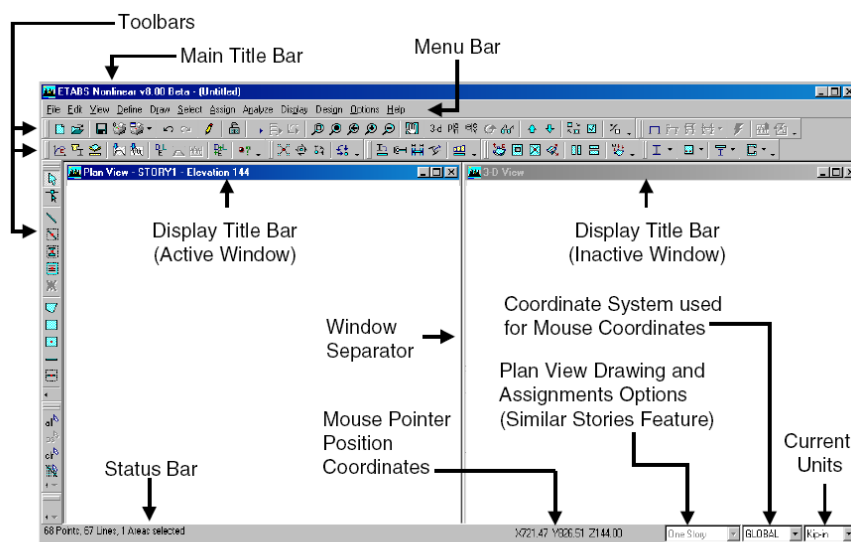 Toolbars
Main Title Bar
Menu Bar
ETABS Nonlinear v8.00 Beta - (Untitled)
File Edit View Define Draw Select Assign Analyze Display Design Options Help
3-d
Plan View - STORY1 - Elevation 144
3-D View
Display Title Bar
(Active Window)
Display Title Bar
(Inactive Window)
Window
Separator
Coordinate System used
for Mouse Coordinates
Plan View Drawing and
Assignments Options
(Similar Stories Feature)
Mouse Pointer
Position
Coordinates
Current
Units
Status Bar
68 Points, 67 Lines, 1 Areas selected
X721.47 Y826.51 Z144.00
One Story
GLOBAL
Kip-in